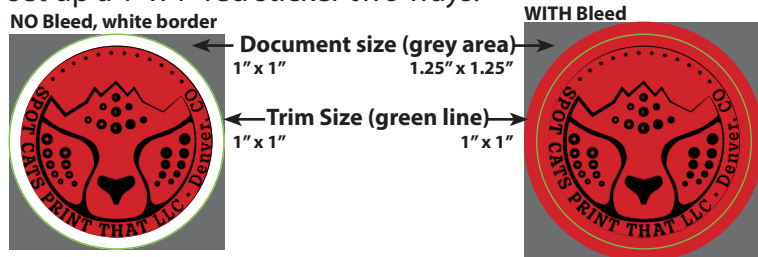 NO Bleed, white border
WITH Bleed
Document size (grey area)
1" x 1"
1.25" x 1.25"
Trim Size (green line)
1" x 1"
1" x 1"
SPOT CATS PRINT THAT LLC · Denver, CO
SPOT CATS PRINT THAT LLC · Denver, CO